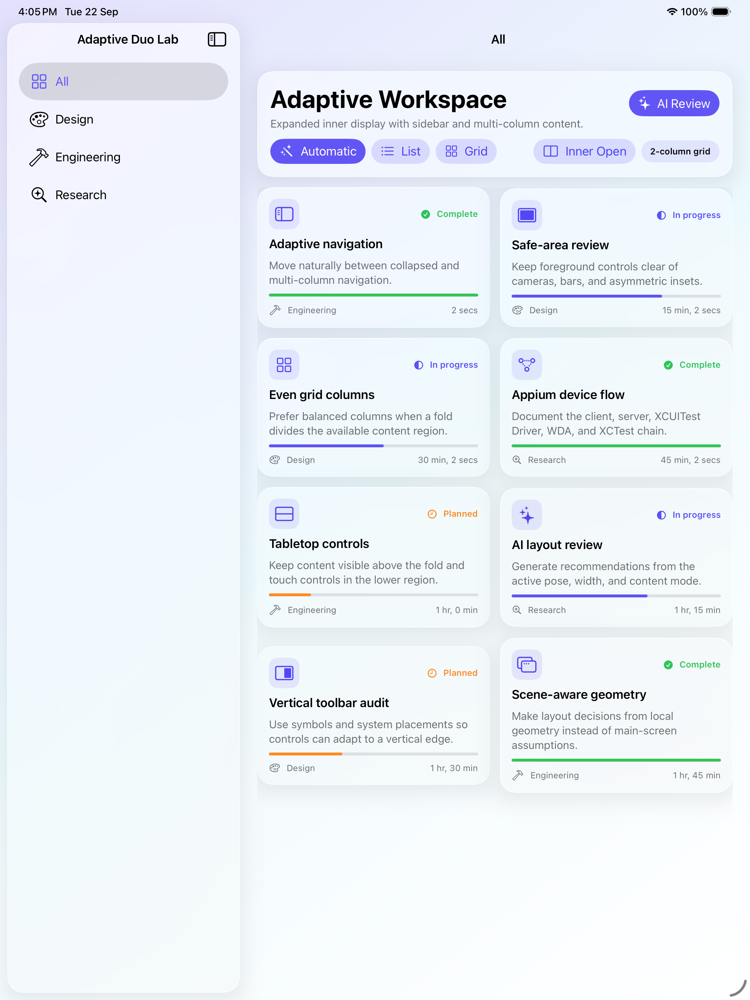 4:05 PM Tue 22 Sep
100%
Adaptive Duo Lab
All
Design
Engineering
Research
All
Adaptive Workspace
AI Review
Expanded inner display with sidebar and multi-column content.
Automatic
List
Grid
Inner Open
2-column grid
Complete
Adaptive navigation
Move naturally between collapsed and
multi-column navigation.
Engineering
2 secs
In progress
Safe-area review
Keep foreground controls clear of
cameras, bars, and asymmetric insets.
Design
15 min, 2 secs
In progress
Even grid columns
Prefer balanced columns when a fold
divides the available content region.
Design
30 min, 2 secs
Complete
Appium device flow
Document the client, server, XCUITest
Driver, WDA, and XCTest chain.
Research
45 min, 2 secs
Planned
Tabletop controls
Keep content visible above the fold and
touch controls in the lower region.
Engineering
1 hr, 0 min
In progress
AI layout review
Generate recommendations from the
active pose, width, and content mode.
Research
1 hr, 15 min
Planned
Vertical toolbar audit
Use symbols and system placements so
controls can adapt to a vertical edge.
Design
1 hr, 30 min
Complete
Scene-aware geometry
Make layout decisions from local
geometry instead of main-screen
assumptions.
Engineering
1 hr, 45 min